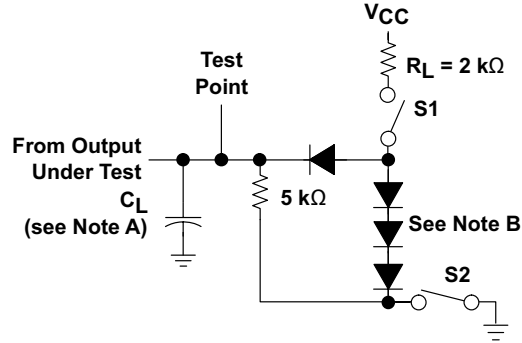 VCC
RL = 2 kΩ
S1
Test
Point
From Output
Under Test
CL
(see Note A)
5 kΩ
See Note B
S2